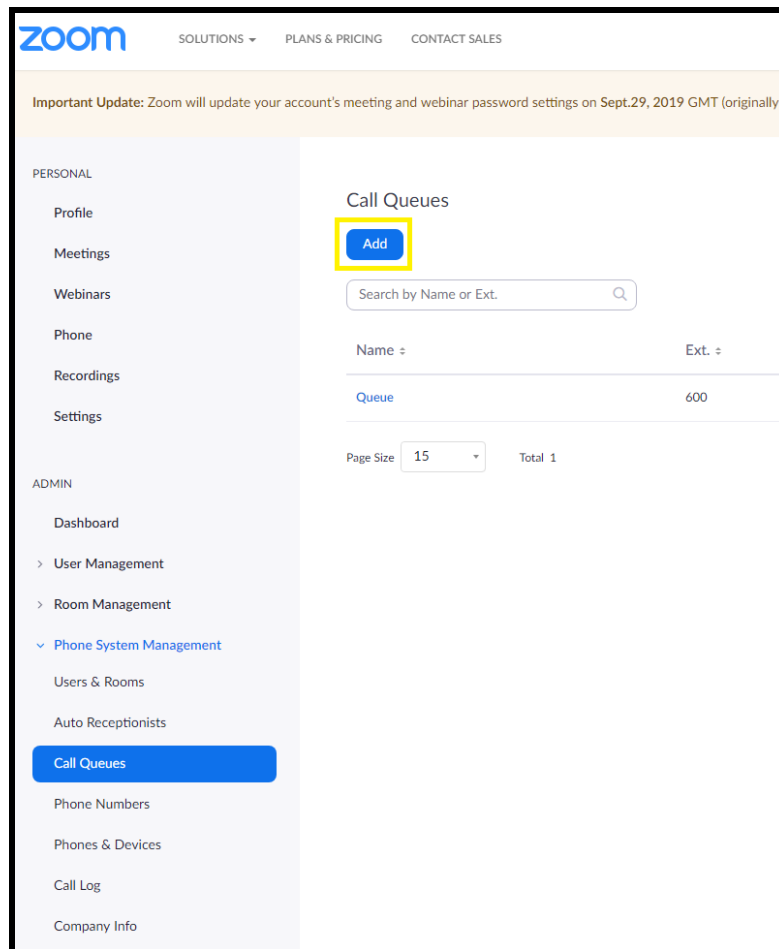 zoom
SOLUTIONS
PLANS & PRICING
CONTACT SALES
Important Update: Zoom will update your account's meeting and webinar password settings on Sept.29, 2019 GMT (originally
PERSONAL
Profile
Meetings
Webinars
Phone
Recordings
Settings
ADMIN
Dashboard
User Management
Room Management
Phone System Management
Users & Rooms
Auto Receptionists
Call Queues
Phone Numbers
Phones & Devices
Call Log
Company Info
Call Queues
Add
Search by Name or Ext.
Name Ext.
Queue 600
Page Size 15 Total 1